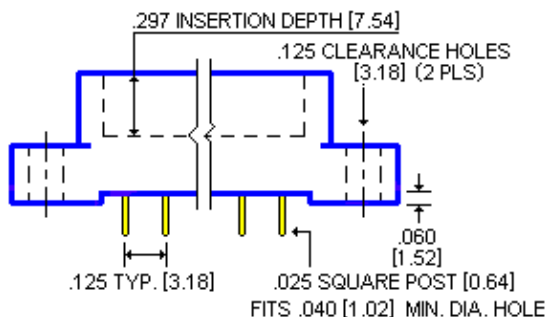 .297 INSERTION DEPTH [7.54]
.125 CLEARANCE HOLES
[3.18] (2 PLS)
.060
[1.52]
.125 TYP. [3.18]
.025 SQUARE POST [0.64]
FITS .040 [1.02] MIN. DIA. HOLE